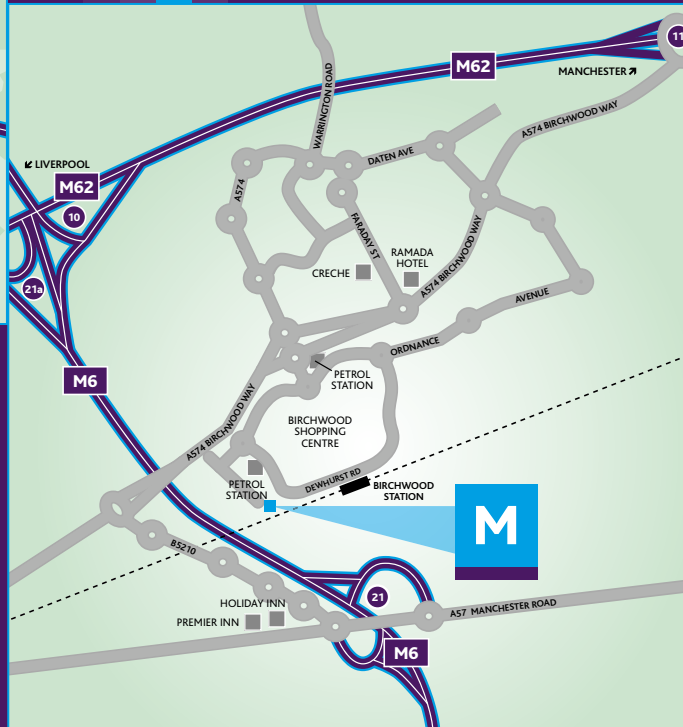 11
M62
MANCHESTER
WARRINGTON ROAD
A574 BIRCHWOOD WAY
DATEN AVE
LIVERPOOL
M62
A574
10
FARADAY ST
A574 BIRCHWOOD WAY
RAMADA
HOTEL
CRECHE
21a
AVENUE
ORDNANCE
M6
PETROL
STATION
A574 BIRCHWOOD WAY
BIRCHWOOD
SHOPPING
CENTRE
DEWHURST RD
PETROL
STATION
BIRCHWOOD
STATION
M
B5210
21
HOLIDAY INN
PREMIER INN
A57 MANCHESTER ROAD
M6